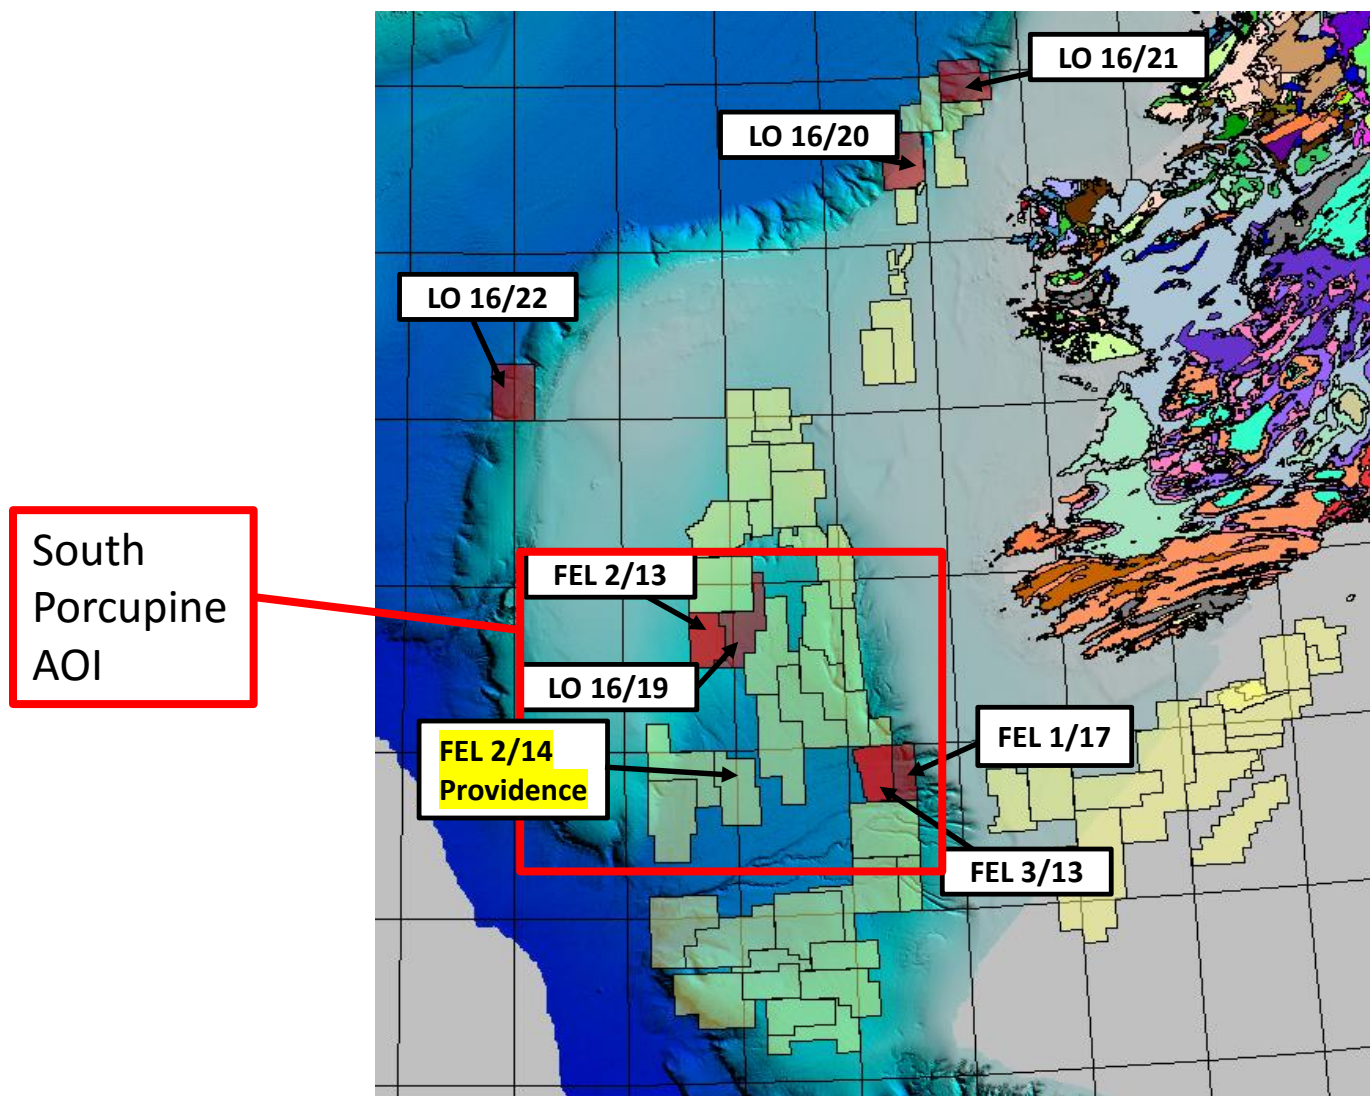 LO 16/21
LO 16/20
LO 16/22
South
Porcupine
AOI
FEL 2/13
LO 16/19
FEL 2/14
Providence
FEL 1/17
FEL 3/13